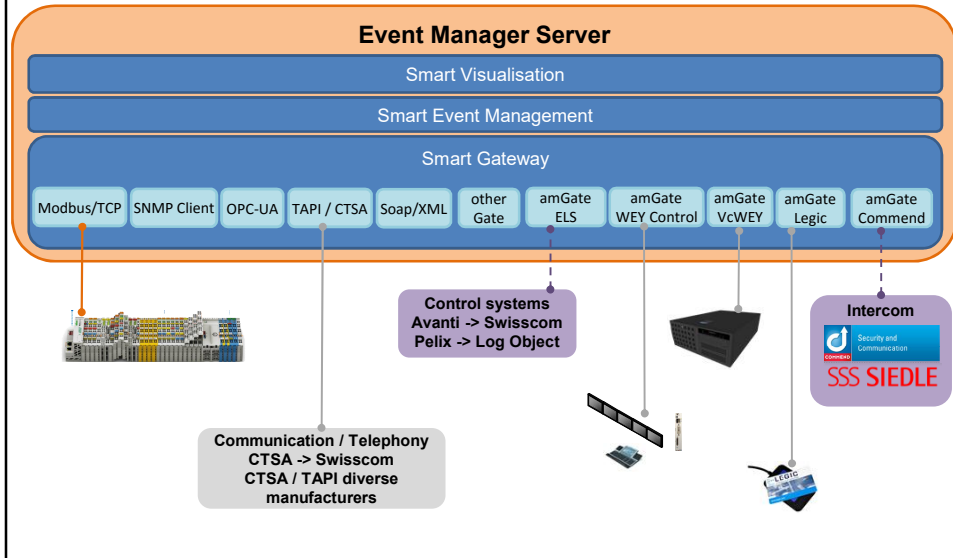 Event Manager Server
Smart Visualisation
Smart Event Management
Smart Gateway
Modbus/TCP
SNMP Client
OPC-UA
TAPI / CTSA
Soap/XML
other
Gate
amGate
ELS
amGate
WEY Control
amGate
VcWEY
amGate
Legic
amGate
Commend
Control systems
Avanti -> Swisscom
Pelix -> Log Object
Intercom
COMMEND
Security and
Communication
SSS SIEDLE
Communication / Telephony
CTSA -> Swisscom
CTSA / TAPI diverse
manufacturers
LEGIC